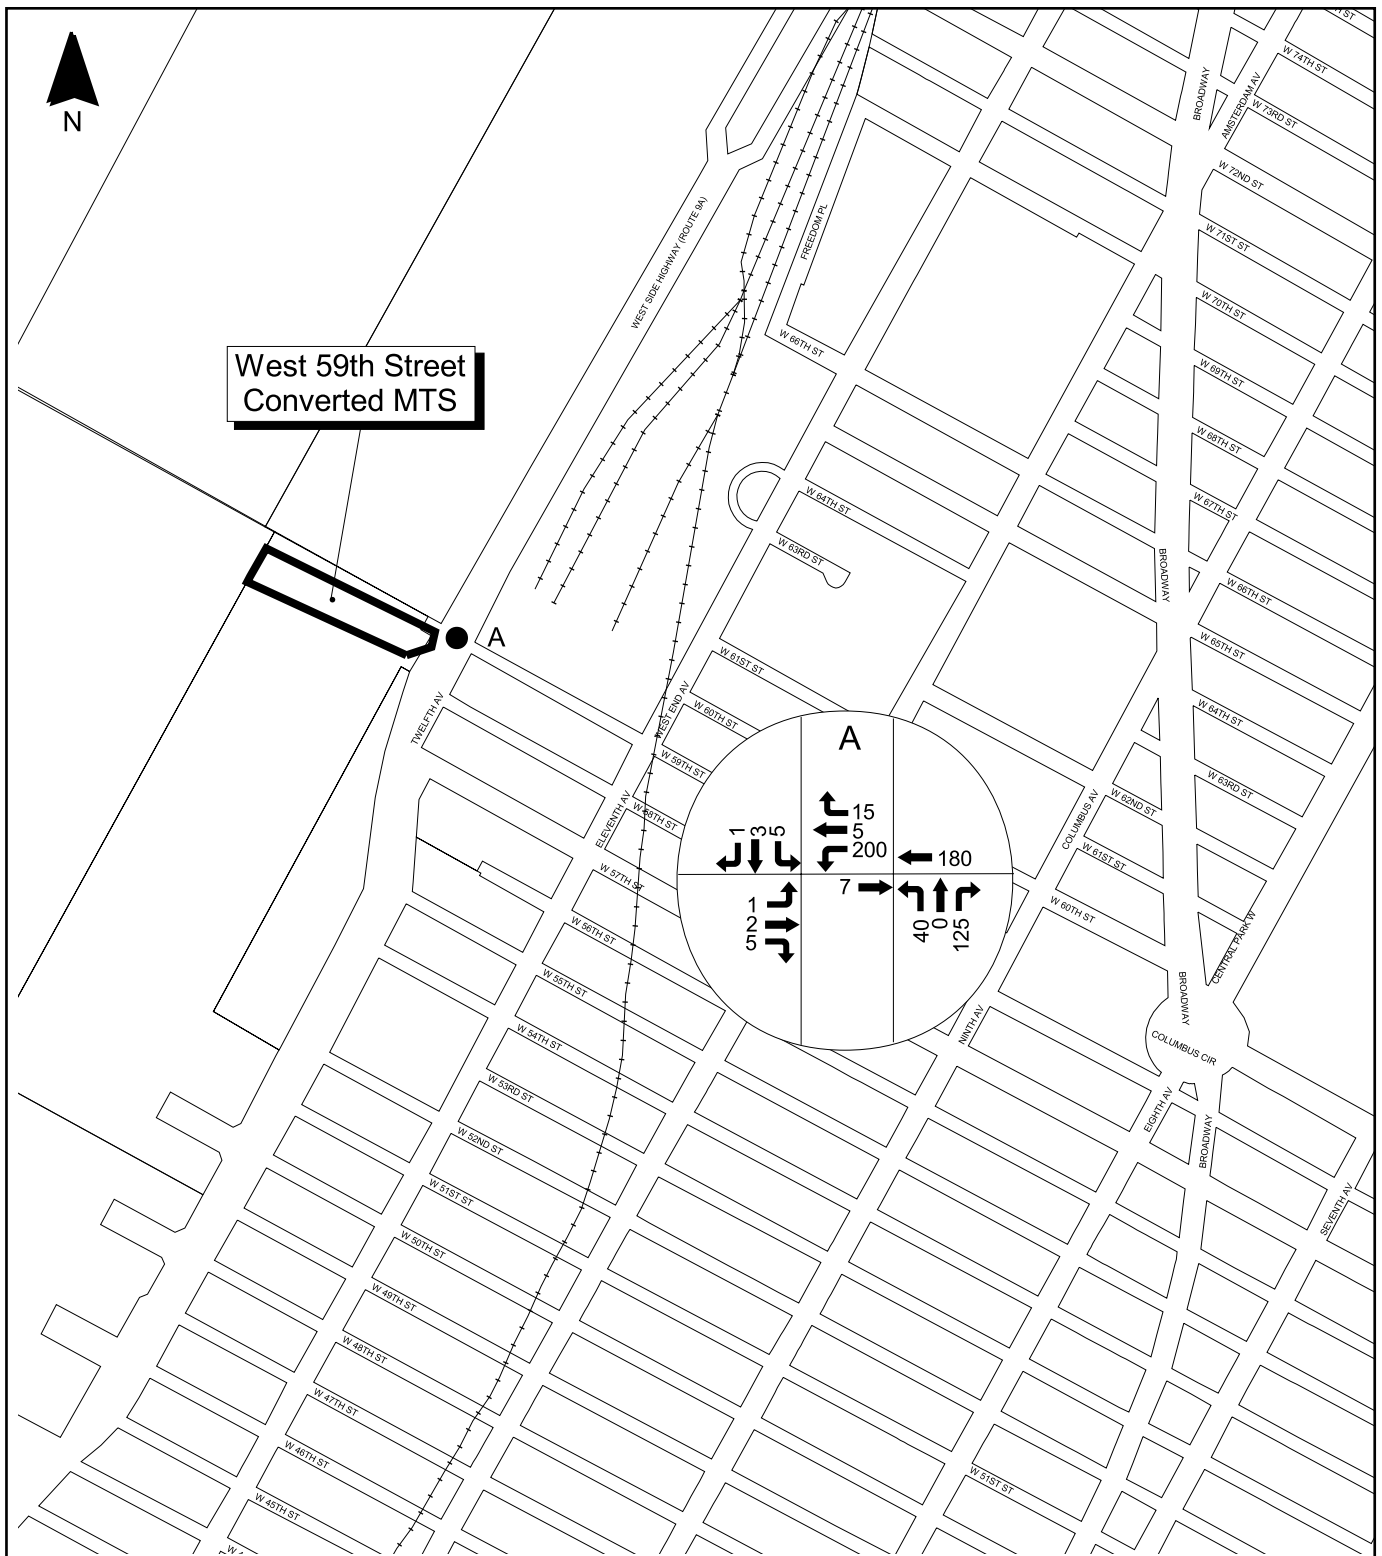 N
TH ST
W 74TH ST
BROADWAY
AMSTERDAM AV
W 73RD ST
W 72ND ST
WEST SIDE HIGHWAY (ROUTE 9A)
FREEDOM PL
W 71ST ST
W 70TH ST
W 66TH ST
West 59th Street
Converted MTS
W 69TH ST
W 68TH ST
W 64TH ST
W 67TH ST
W 63RD ST
BROADWAY
W 66TH ST
A
W 65TH ST
W 61ST ST
TWELFTH AV
WEST END AV
W 60TH ST
W 64TH ST
W 59TH ST
W 63RD ST
A
W 62ND ST
COLUMBUS AV
ELEVENTH AV
W 58TH ST
15
5
200
1
3
5
180
7
1
2
5
40
0
125
W 61ST ST
W 57TH ST
W 60TH ST
W 56TH ST
CENTRAL PARK W
W 55TH ST
BROADWAY
NINTH AV
COLUMBUS CIR
W 54TH ST
W 53RD ST
EIGHTH AV
BROADWAY
W 52ND ST
W 51ST ST
SEVENTH AV
W 50TH ST
W 49TH ST
W 48TH ST
W 47TH ST
W 46TH ST
W 51ST ST
W 45TH ST